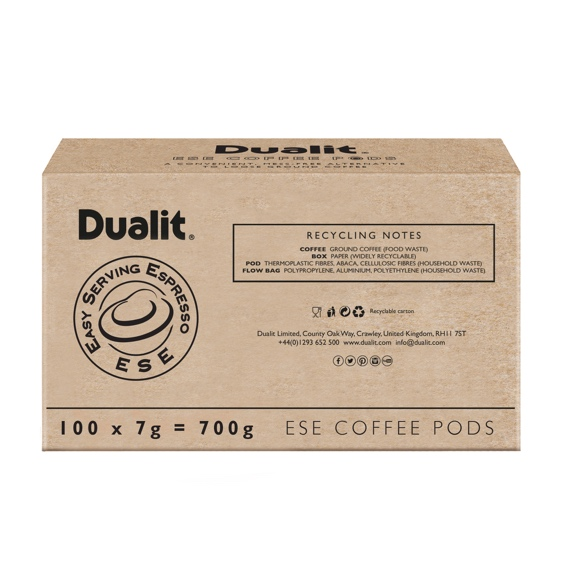 Dualit®
ESE COFFEE PODS
A CONVENIENT, MESS-FREE ALTERNATIVE
TO LOOSE GROUND COFFEE
Dualit®
EASY SERVING ESPRESSO
ESE
RECYCLING NOTES
COFFEE GROUND COFFEE (FOOD WASTE)
BOX PAPER (WIDELY RECYCLABLE)
POD THERMOPLASTIC FIBRES, ABACA, CELLULOSIC FIBRES (HOUSEHOLD WASTE)
FLOW BAG POLYPROPYLENE, ALUMINIUM, POLYETHYLENE (HOUSEHOLD WASTE)
Recyclable carton
Dualit Limited, County Oak Way, Crawley, United Kingdom, RH11 7ST
+44(0)1293 652 500 www.dualit.com info@dualit.com
100 x 7g = 700g ESE COFFEE PODS